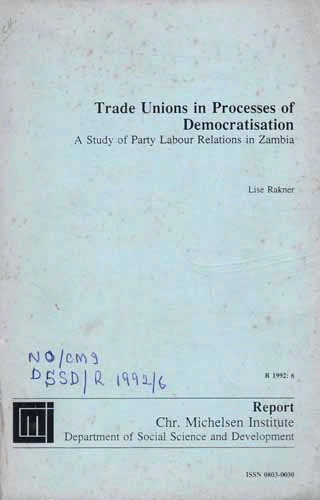 Trade Unions in Processes of
Democratisation
A Study of Party Labour Relations in Zambia
Lise Rakner
NO/CMI
DSSD/R 1992/6
R 1992: 6
CMI
Report
Chr. Michelsen Institute
Department of Social Science and Development
ISSN 0803-0030